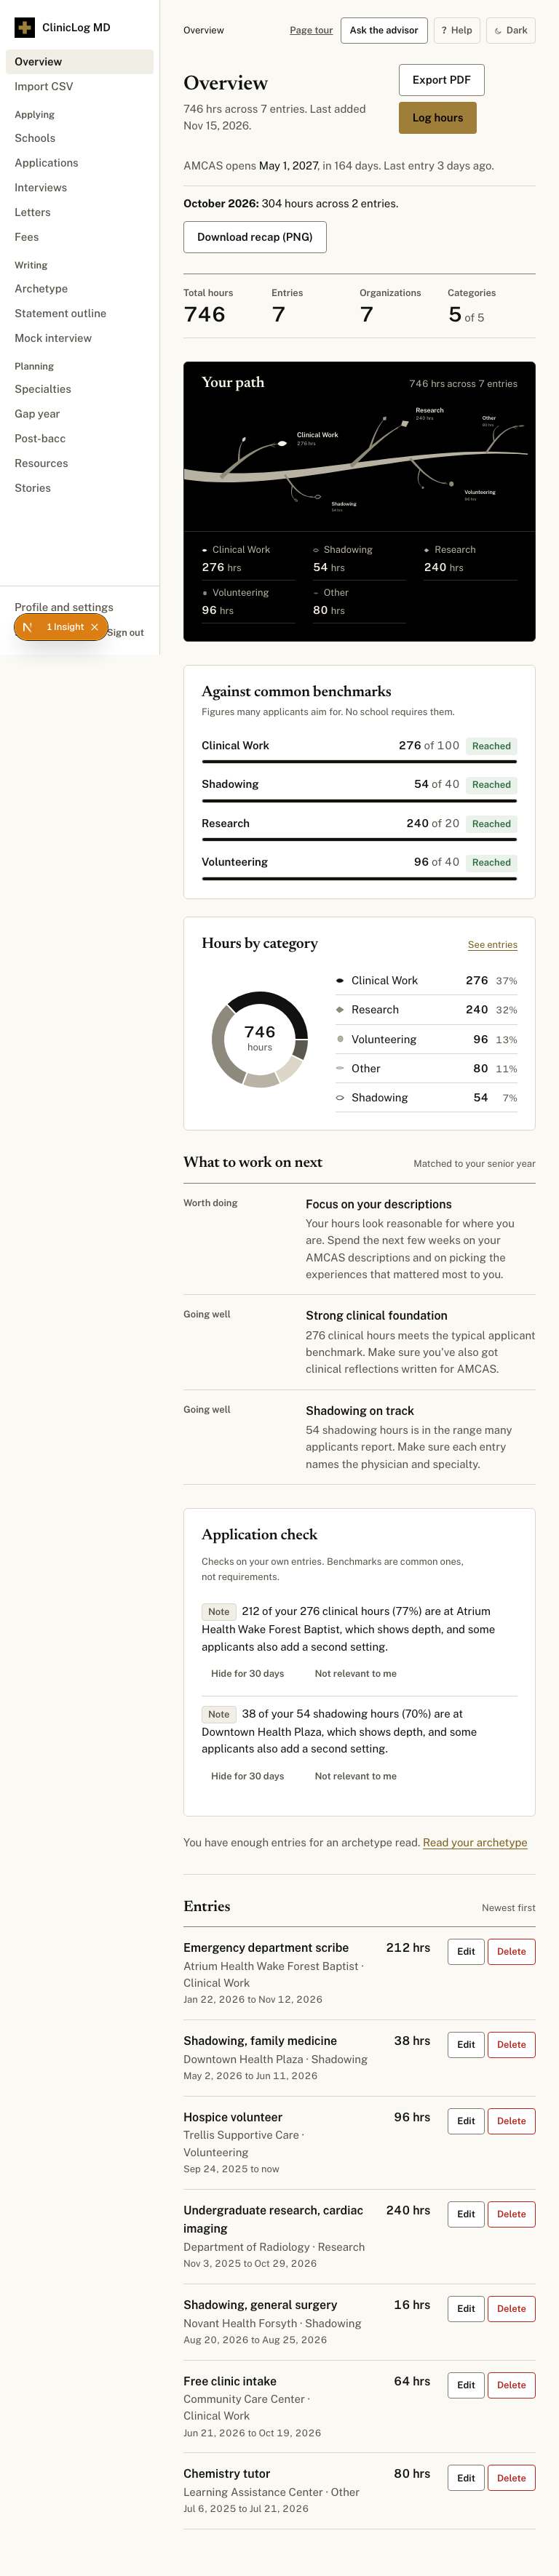 ClinicLog MD
Overview
Import CSV
Applying
Schools
Applications
Interviews
Letters
Fees
Writing
Archetype
Statement outline
Mock interview
Planning
Specialties
Gap year
Post-bacc
Resources
Stories
Profile and settings
1 Insight
Sign out
Overview
Page tour
Ask the advisor
? Help
Dark
Overview
746 hrs across 7 entries. Last added
Nov 15, 2026.
Export PDF
Log hours
AMCAS opens May 1, 2027, in 164 days. Last entry 3 days ago.
October 2026: 304 hours across 2 entries.
Download recap (PNG)
Total hours
746
Entries
7
Organizations
7
Categories
5 of 5
Your path
746 hrs across 7 entries
Clinical Work
276 hrs
Research
240 hrs
Other
80 hrs
Shadowing
54 hrs
Volunteering
96 hrs
Clinical Work
276 hrs
Shadowing
54 hrs
Research
240 hrs
Volunteering
96 hrs
Other
80 hrs
Against common benchmarks
Figures many applicants aim for. No school requires them.
Clinical Work 276 of 100 Reached
Shadowing 54 of 40 Reached
Research 240 of 20 Reached
Volunteering 96 of 40 Reached
Hours by category
See entries
746
hours
Clinical Work 276 37%
Research 240 32%
Volunteering 96 13%
Other 80 11%
Shadowing 54 7%
What to work on next
Matched to your senior year
Worth doing
Focus on your descriptions
Your hours look reasonable for where you
are. Spend the next few weeks on your
AMCAS descriptions and on picking the
experiences that mattered most to you.
Going well
Strong clinical foundation
276 clinical hours meets the typical applicant
benchmark. Make sure you've also got
clinical reflections written for AMCAS.
Going well
Shadowing on track
54 shadowing hours is in the range many
applicants report. Make sure each entry
names the physician and specialty.
Application check
Checks on your own entries. Benchmarks are common ones,
not requirements.
Note 212 of your 276 clinical hours (77%) are at Atrium
Health Wake Forest Baptist, which shows depth, and some
applicants also add a second setting.
Hide for 30 days
Not relevant to me
Note 38 of your 54 shadowing hours (70%) are at
Downtown Health Plaza, which shows depth, and some
applicants also add a second setting.
Hide for 30 days
Not relevant to me
You have enough entries for an archetype read. Read your archetype
Entries
Newest first
Emergency department scribe 212 hrs Edit Delete
Atrium Health Wake Forest Baptist ·
Clinical Work
Jan 22, 2026 to Nov 12, 2026
Shadowing, family medicine 38 hrs Edit Delete
Downtown Health Plaza · Shadowing
May 2, 2026 to Jun 11, 2026
Hospice volunteer 96 hrs Edit Delete
Trellis Supportive Care ·
Volunteering
Sep 24, 2025 to now
Undergraduate research, cardiac 240 hrs Edit Delete
imaging
Department of Radiology · Research
Nov 3, 2025 to Oct 29, 2026
Shadowing, general surgery 16 hrs Edit Delete
Novant Health Forsyth · Shadowing
Aug 20, 2026 to Aug 25, 2026
Free clinic intake 64 hrs Edit Delete
Community Care Center ·
Clinical Work
Jun 21, 2026 to Oct 19, 2026
Chemistry tutor 80 hrs Edit Delete
Learning Assistance Center · Other
Jul 6, 2025 to Jul 21, 2026